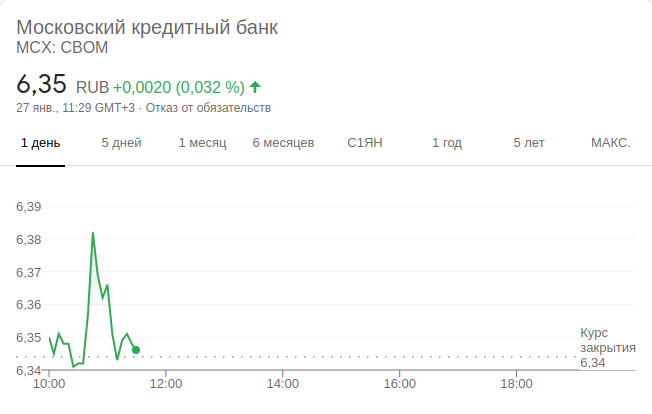 Московский кредитный банк
MCX: CBOM
6,35 RUB +0,0020 (0,032 %)
27 янв., 11:29 GMT+3 · Отказ от обязательств
1 день 5 дней 1 месяц 6 месяцев С1ЯН 1 год 5 лет МАКС.
6,39
6,38
6,37
6,36
6,35
Курс
закрытия
6,34
6,34
10:00 12:00 14:00 16:00 18:00